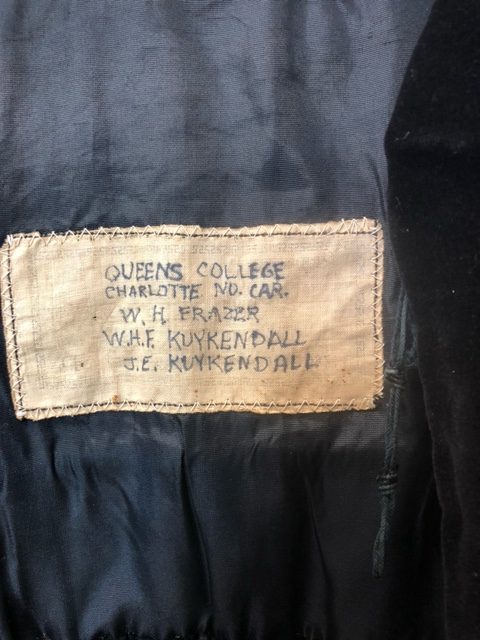 QUEENS COLLEGE
CHARLOTTE NO. CAR.
W. H. FRAZER
W.H.F. KUYKENDALL
J.E. KUYKENDALL